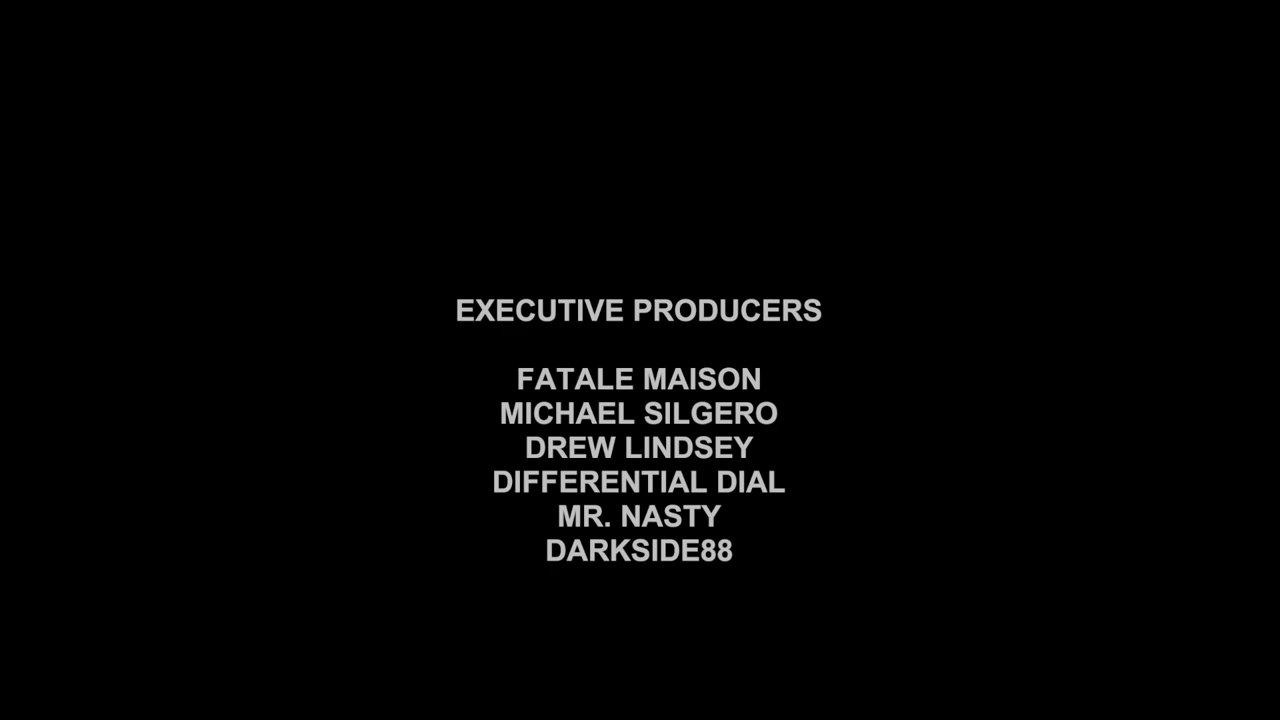 EXECUTIVE PRODUCERS
FATALE MAISON
MICHAEL SILGERO
DREW LINDSEY
DIFFERENTIAL DIAL
MR. NASTY
DARKSIDE88